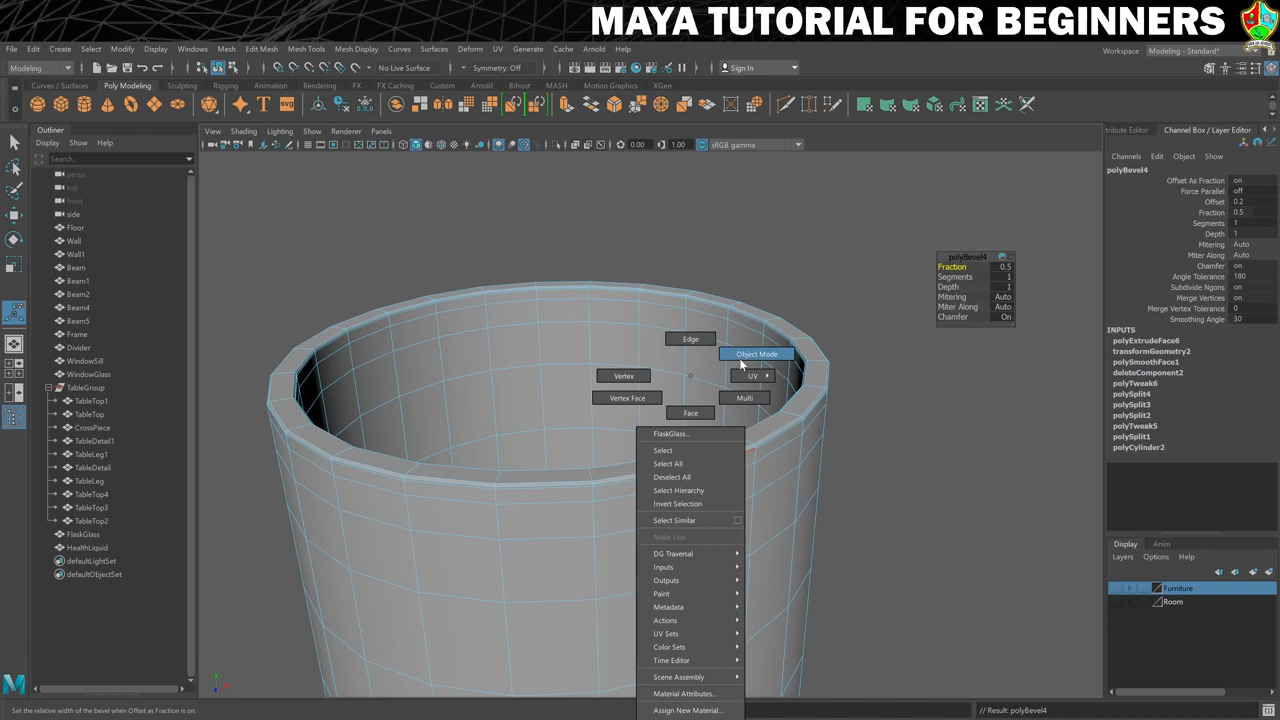 MAYA TUTORIAL FOR BEGINNERS
File Edit Create Select Modify Display Windows Mesh Edit Mesh Mesh Tools Mesh Display Curves Surfaces Deform UV Generate Cache Arnold Help
Workspace : Modeling - Standard*
Modeling No Live Surface Symmetry: Off Sign In
Curves / Surfaces Poly Modeling Sculpting Rigging Animation Rendering FX FX Caching Custom Arnold Bifrost MASH Motion Graphics XGen
Outliner
Display Show Help
Search...
persp
top
front
side
Floor
Wall
Wall1
Beam
Beam1
Beam2
Beam4
Beam5
Frame
Divider
WindowSill
WindowGlass
TableGroup
TableTop1
TableTop
CrossPiece
TableDetail1
TableLeg1
TableDetail
TableLeg
TableTop4
TableTop3
TableTop2
FlaskGlass
HealthLiquid
defaultLightSet
defaultObjectSet
View Shading Lighting Show Renderer Panels
0.00 1.00 sRGB gamma
polyBevel4
Fraction 0.5
Segments 1
Depth 1
Mitering Auto
Miter Along Auto
Chamfer On
Edge
Object Mode
Vertex
UV
Vertex Face
Multi
Face
FlaskGlass...
Select
Select All
Deselect All
Select Hierarchy
Invert Selection
Select Similar
Make Live
DG Traversal
Inputs
Outputs
Paint
Metadata
Actions
UV Sets
Color Sets
Time Editor
Scene Assembly
Material Attributes...
Assign New Material...
tribute Editor Channel Box / Layer Editor
Channels Edit Object Show
polyBevel4
Offset As Fraction on
Force Parallel off
Offset 0.2
Fraction 0.5
Segments 1
Depth 1
Mitering Auto
Miter Along Auto
Chamfer on
Angle Tolerance 180
Subdivide Ngons on
Merge Vertices on
Merge Vertex Tolerance 0
Smoothing Angle 30
INPUTS
polyExtrudeFace6
transformGeometry2
polySmoothFace1
deleteComponent2
polyTweak6
polySplit4
polySplit3
polySplit2
polyTweak5
polySplit1
polyCylinder2
Display Anim
Layers Options Help
P Furniture
P Room
Set the relative width of the bevel when Offset as Fraction is on.
// Result: polyBevel4